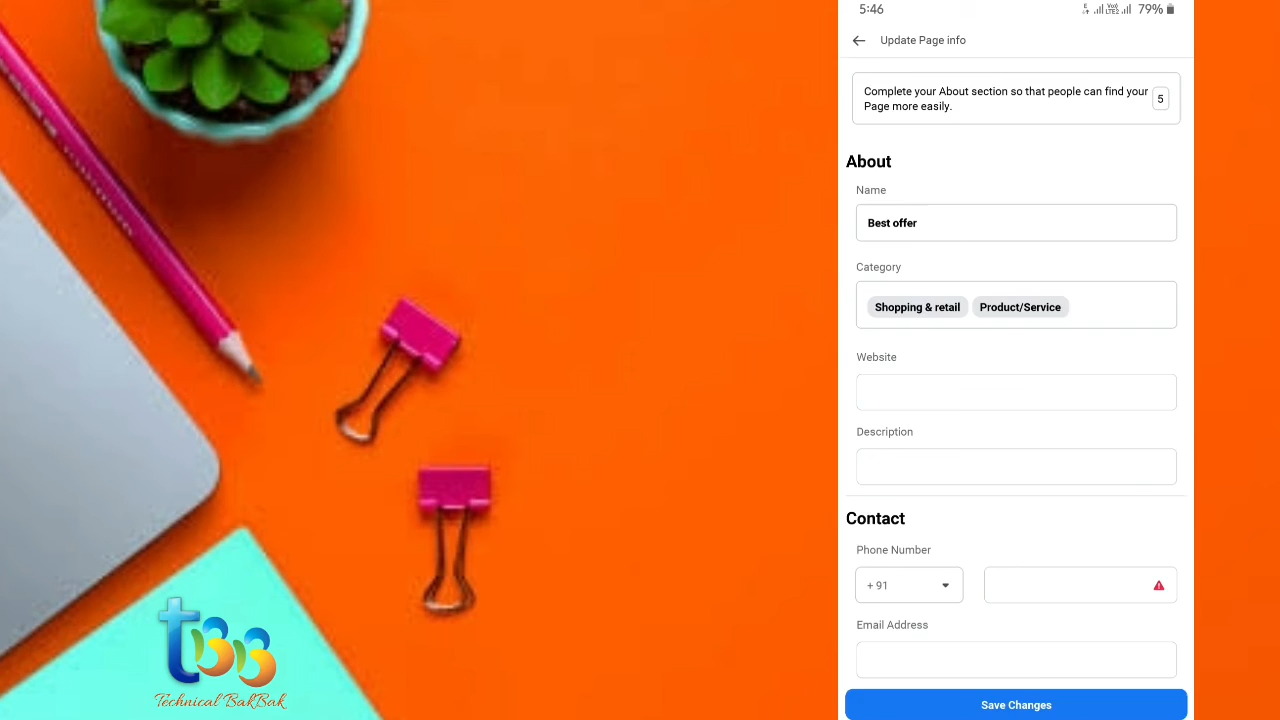 5:46
79%
Update Page info
Complete your About section so that people can find your
Page more easily.
5
About
Name
Best offer
Category
Shopping & retail Product/Service
Website
Description
Contact
Phone Number
+ 91
Email Address
Save Changes
tBB
Technical BakBak